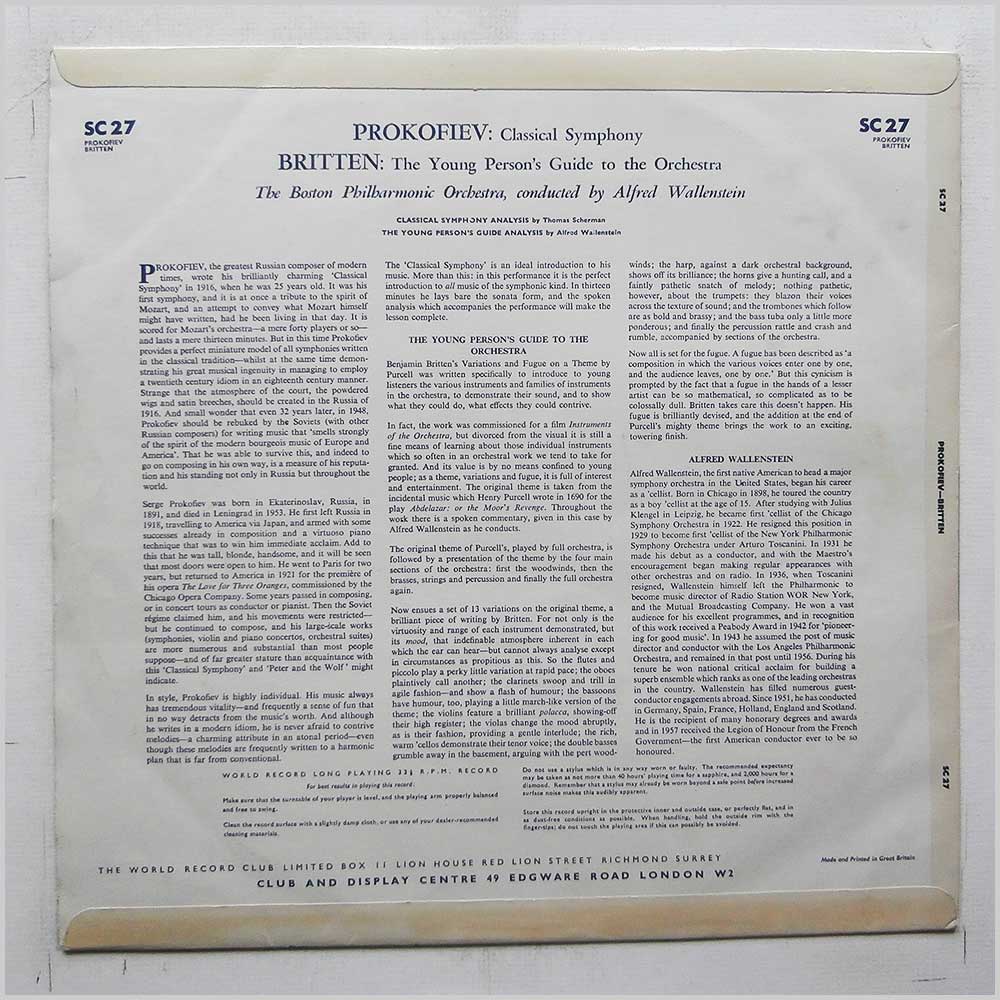 SC 27
PROKOFIEV
BRITTEN
PROKOFIEV: Classical Symphony
BRITTEN: The Young Person's Guide to the Orchestra
The Boston Philharmonic Orchestra, conducted by Alfred Wallenstein
SC 27
PROKOFIEV
BRITTEN
CLASSICAL SYMPHONY ANALYSIS by Thomas Scherman
THE YOUNG PERSON'S GUIDE ANALYSIS by Alfred Wallenstein
PROKOFIEV, the greatest Russian composer of modern
times, wrote his brilliantly charming 'Classical
Symphony' in 1916, when he was 25 years old. It was his
first symphony, and it is at once a tribute to the spirit of
Mozart, and an attempt to convey what Mozart himself
might have written, had he been living in that day. It is
scored for Mozart's orchestra—a mere forty players or so—
and lasts a mere thirteen minutes. But in this time Prokofiev
provides a perfect miniature model of all symphonies written
in the classical tradition—whilst at the same time demon-
strating his great musical ingenuity in managing to employ
a twentieth century idiom in an eighteenth century manner.
Strange that the atmosphere of the court, the powdered
wigs and satin breeches, should be created in the Russia of
1916. And small wonder that even 32 years later, in 1948,
Prokofiev should be rebuked by the Soviets (with other
Russian composers) for writing music that 'smells strongly
of the spirit of the modern bourgeois music of Europe and
America'. That he was able to survive this, and indeed to
go on composing in his own way, is a measure of his reputa-
tion and his standing not only in Russia but throughout the
world.
Serge Prokofiev was born in Ekaterinoslav, Russia, in
1891, and died in Leningrad in 1953. He first left Russia in
1918, travelling to America via Japan, and armed with some
successes already in composition and a virtuoso piano
technique that was to win him immediate acclaim. Add to
this that he was tall, blonde, handsome, and it will be seen
that most doors were open to him. He went to Paris for two
years, but returned to America in 1921 for the première of
his opera The Love for Three Oranges, commissioned by the
Chicago Opera Company. Some years passed in composing,
or in concert tours as conductor or pianist. Then the Soviet
régime claimed him, and his movements were restricted—
but he continued to compose, and his large-scale works
(symphonies, violin and piano concertos, orchestral suites)
are more numerous and substantial than most people
suppose—and of far greater stature than acquaintance with
this 'Classical Symphony' and 'Peter and the Wolf' might
indicate.
In style, Prokofiev is highly individual. His music always
has tremendous vitality—and frequently a sense of fun that
in no way detracts from the music's worth. And although
he writes in a modern idiom, he is never afraid to contrive
melodies—a charming attribute in an atonal period—even
though these melodies are frequently written to a harmonic
plan that is far from conventional.
The 'Classical Symphony' is an ideal introduction to his
music. More than this: in this performance it is the perfect
introduction to all music of the symphonic kind. In thirteen
minutes he lays bare the sonata form, and the spoken
analysis which accompanies the performance will make the
lesson complete.
THE YOUNG PERSON'S GUIDE TO THE
ORCHESTRA
Benjamin Britten's Variations and Fugue on a Theme by
Purcell was written specifically to introduce to young
listeners the various instruments and families of instruments
in the orchestra, to demonstrate their sound, and to show
what they could do, what effects they could contrive.
In fact, the work was commissioned for a film Instruments
of the Orchestra, but divorced from the visual it is still a
fine means of learning about those individual instruments
which so often in an orchestral work we tend to take for
granted. And its value is by no means confined to young
people; as a theme, variations and fugue, it is full of interest
and entertainment. The original theme is taken from the
incidental music which Henry Purcell wrote in 1690 for the
play Abdelazar: or the Moor's Revenge. Throughout the
work there is a spoken commentary, given in this case by
Alfred Wallenstein as he conducts.
The original theme of Purcell's, played by full orchestra, is
followed by a presentation of the theme by the four main
sections of the orchestra: first the woodwinds, then the
brasses, strings and percussion and finally the full orchestra
again.
Now ensues a set of 13 variations on the original theme, a
brilliant piece of writing by Britten. For not only is the
virtuosity and range of each instrument demonstrated, but
its mood, that indefinable atmosphere inherent in each
which the ear can hear—but cannot always analyse except
in circumstances as propitious as this. So the flutes and
piccolo play a perky little variation at rapid pace; the oboes
plaintively call another; the clarinets swoop and trill in
agile fashion—and show a flash of humour; the bassoons
have humour, too, playing a little march-like version of the
theme; the violins feature a brilliant polacca, showing-off
their high register; the violas change the mood abruptly,
as is their fashion, providing a gentle interlude; the rich,
warm 'cellos demonstrate their tenor voice; the double basses
grumble away in the basement, arguing with the pert wood-
winds; the harp, against a dark orchestral background,
shows off its brilliance; the horns give a hunting call, and a
faintly pathetic snatch of melody; nothing pathetic,
however, about the trumpets: they blazon their voices
across the texture of sound; and the trombones which follow
are as bold and brassy; and the bass tuba only a little more
ponderous; and finally the percussion rattle and crash and
rumble, accompanied by sections of the orchestra.
Now all is set for the fugue. A fugue has been described as 'a
composition in which the various voices enter one by one,
and the audience leaves, one by one.' But this cynicism is
prompted by the fact that a fugue in the hands of a lesser
artist can be so mathematical, so complicated as to be
colossally dull. Britten takes care this doesn't happen. His
fugue is brilliantly devised, and the addition at the end of
Purcell's mighty theme brings the work to an exciting,
towering finish.
ALFRED WALLENSTEIN
Alfred Wallenstein, the first native American to head a major
symphony orchestra in the United States, began his career
as a 'cellist. Born in Chicago in 1898, he toured the country
as a boy 'cellist at the age of 15. After studying with Julius
Klengel in Leipzig, he became first 'cellist of the Chicago
Symphony Orchestra in 1922. He resigned this position in
1929 to become first 'cellist of the New York Philharmonic
Symphony Orchestra under Arturo Toscanini. In 1931 he
made his debut as a conductor, and with the Maestro's
encouragement began making regular appearances with
other orchestras and on radio. In 1936, when Toscanini
resigned, Wallenstein himself left the Philharmonic to
become music director of Radio Station WOR New York,
and the Mutual Broadcasting Company. He won a vast
audience for his excellent programmes, and in recognition
of this work received a Peabody Award in 1942 for 'pioneer-
ing for good music'. In 1943 he assumed the post of music
director and conductor with the Los Angeles Philharmonic
Orchestra, and remained in that post until 1956. During his
tenure he won national critical acclaim for building a
superb ensemble which ranks as one of the leading orchestras
in the country. Wallenstein has filled numerous guest-
conductor engagements abroad. Since 1951, he has conducted
in Germany, Spain, France, Holland, England and Scotland.
He is the recipient of many honorary degrees and awards
and in 1957 received the Legion of Honour from the French
Government—the first American conductor ever to be so
honoured.
WORLD RECORD LONG PLAYING 33⅓ R.P.M. RECORD
For best results in playing this record:
Make sure that the turntable of your player is level, and the playing arm properly balanced
and free to swing.
Clean the record surface with a slightly damp cloth, or use any of your dealer-recommended
cleaning materials.
Do not use a stylus which is in any way worn or faulty. The recommended expectancy
may be taken as not more than 40 hours' playing time for a sapphire, and 2,000 hours for a
diamond. Remember that a stylus may already be worn beyond a safe point before increased
surface noise makes this audibly apparent.
Store this record upright in the protective inner and outside case, or perfectly flat, and in
as dust-free conditions as possible. When handling, hold the outside rim with the
finger-tips; do not touch the playing area if this can possibly be avoided.
THE WORLD RECORD CLUB LIMITED BOX 11 LION HOUSE RED LION STREET RICHMOND SURREY
CLUB AND DISPLAY CENTRE 49 EDGWARE ROAD LONDON W2
Made and Printed in Great Britain
SC 27
PROKOFIEV—BRITTEN
SC 27